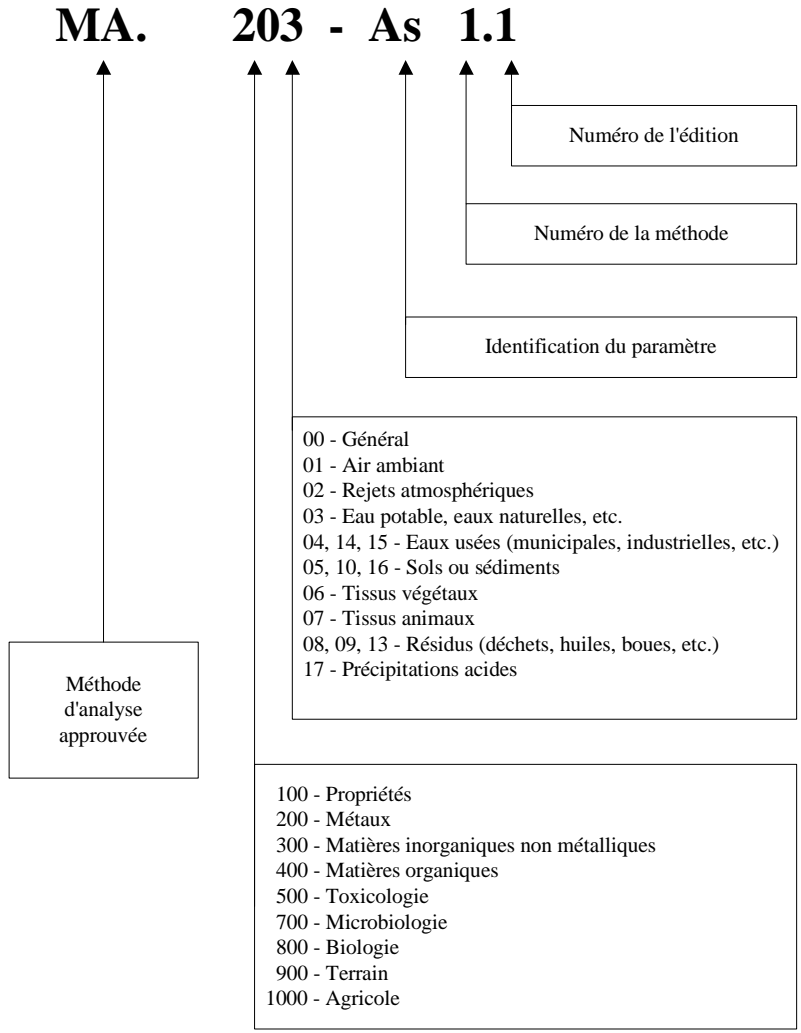 MA. 203 - As 1.1
Numéro de l'édition
Numéro de la méthode
Identification du paramètre
00 - Général
01 - Air ambiant
02 - Rejets atmosphériques
03 - Eau potable, eaux naturelles, etc.
04, 14, 15 - Eaux usées (municipales, industrielles, etc.)
05, 10, 16 - Sols ou sédiments
06 - Tissus végétaux
07 - Tissus animaux
08, 09, 13 - Résidus (déchets, huiles, boues, etc.)
17 - Précipitations acides
Méthode
d'analyse
approuvée
100 - Propriétés
200 - Métaux
300 - Matières inorganiques non métalliques
400 - Matières organiques
500 - Toxicologie
700 - Microbiologie
800 - Biologie
900 - Terrain
1000 - Agricole